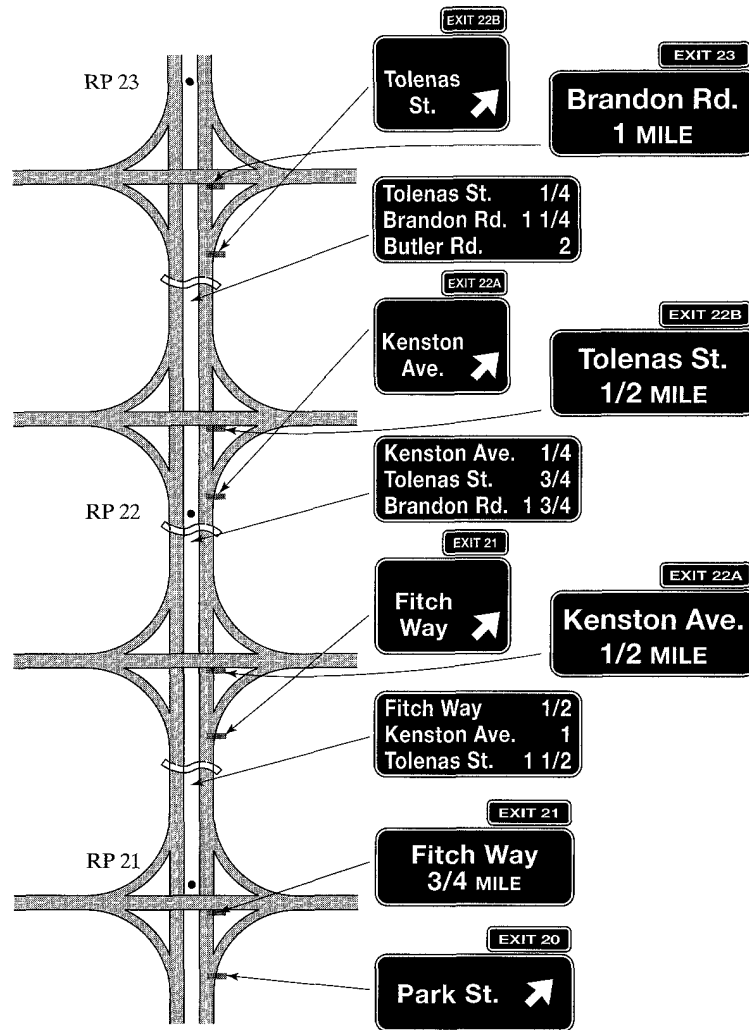 EXIT 22B
Tolenas
St.
EXIT 23
Brandon Rd.
1 MILE
RP 23
Tolenas St. 1/4
Brandon Rd. 1 1/4
Butler Rd. 2
EXIT 22A
Kenston
Ave.
EXIT 22B
Tolenas St.
1/2 MILE
Kenston Ave. 1/4
Tolenas St. 3/4
Brandon Rd. 1 3/4
RP 22
EXIT 21
Fitch
Way
EXIT 22A
Kenston Ave.
1/2 MILE
Fitch Way 1/2
Kenston Ave. 1
Tolenas St. 1 1/2
EXIT 21
Fitch Way
3/4 MILE
RP 21
EXIT 20
Park St.